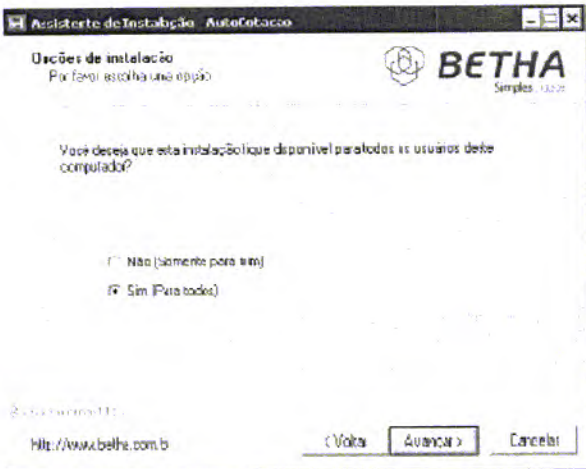 Assistente de Instalação - AutoCotacao
Opções de instalação
Por favor escolha uma opção
BETHA
Simples
Você deseja que esta instalação fique disponível para todos os usuários deste
computador?
Não (Somente para mim)
Sim (Para todos)
http://www.betha.com.b
< Voltar
Avançar >
Cancelar